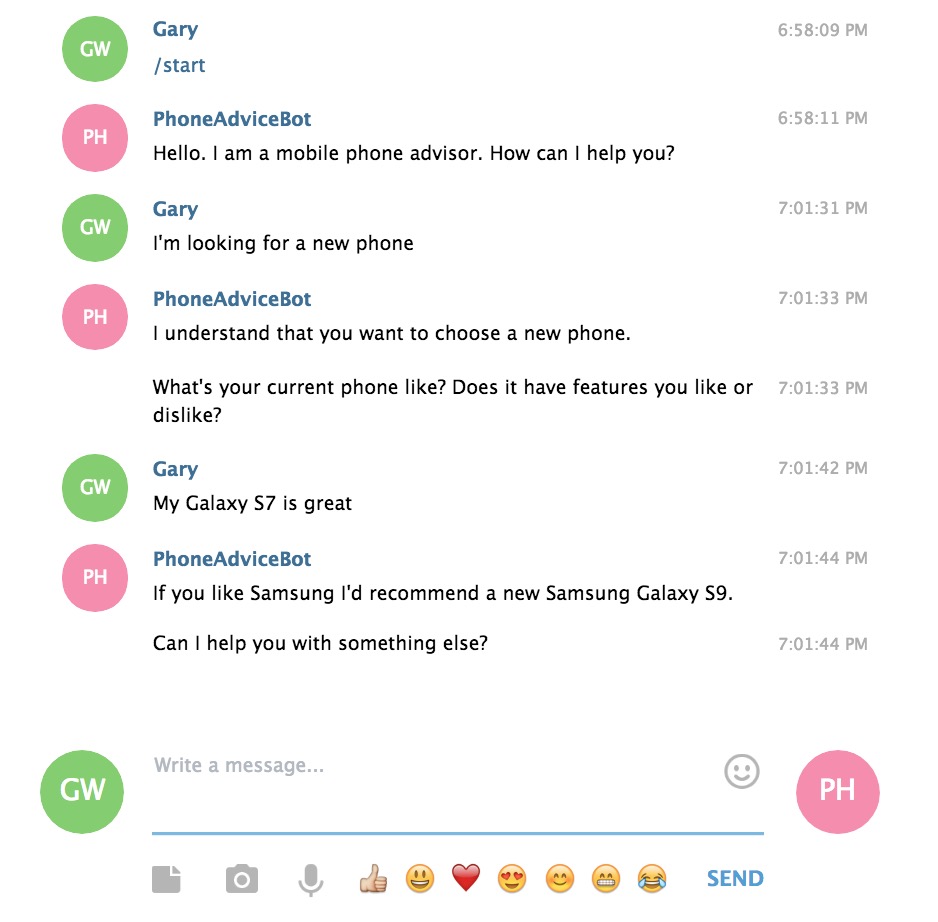 GW
Gary
6:58:09 PM
/start
PH
PhoneAdviceBot
6:58:11 PM
Hello. I am a mobile phone advisor. How can I help you?
GW
Gary
7:01:31 PM
I'm looking for a new phone
PH
PhoneAdviceBot
7:01:33 PM
I understand that you want to choose a new phone.
What's your current phone like? Does it have features you like or
7:01:33 PM
dislike?
GW
Gary
7:01:42 PM
My Galaxy S7 is great
PH
PhoneAdviceBot
7:01:44 PM
If you like Samsung I'd recommend a new Samsung Galaxy S9.
Can I help you with something else?
7:01:44 PM
GW
Write a message...
PH
SEND